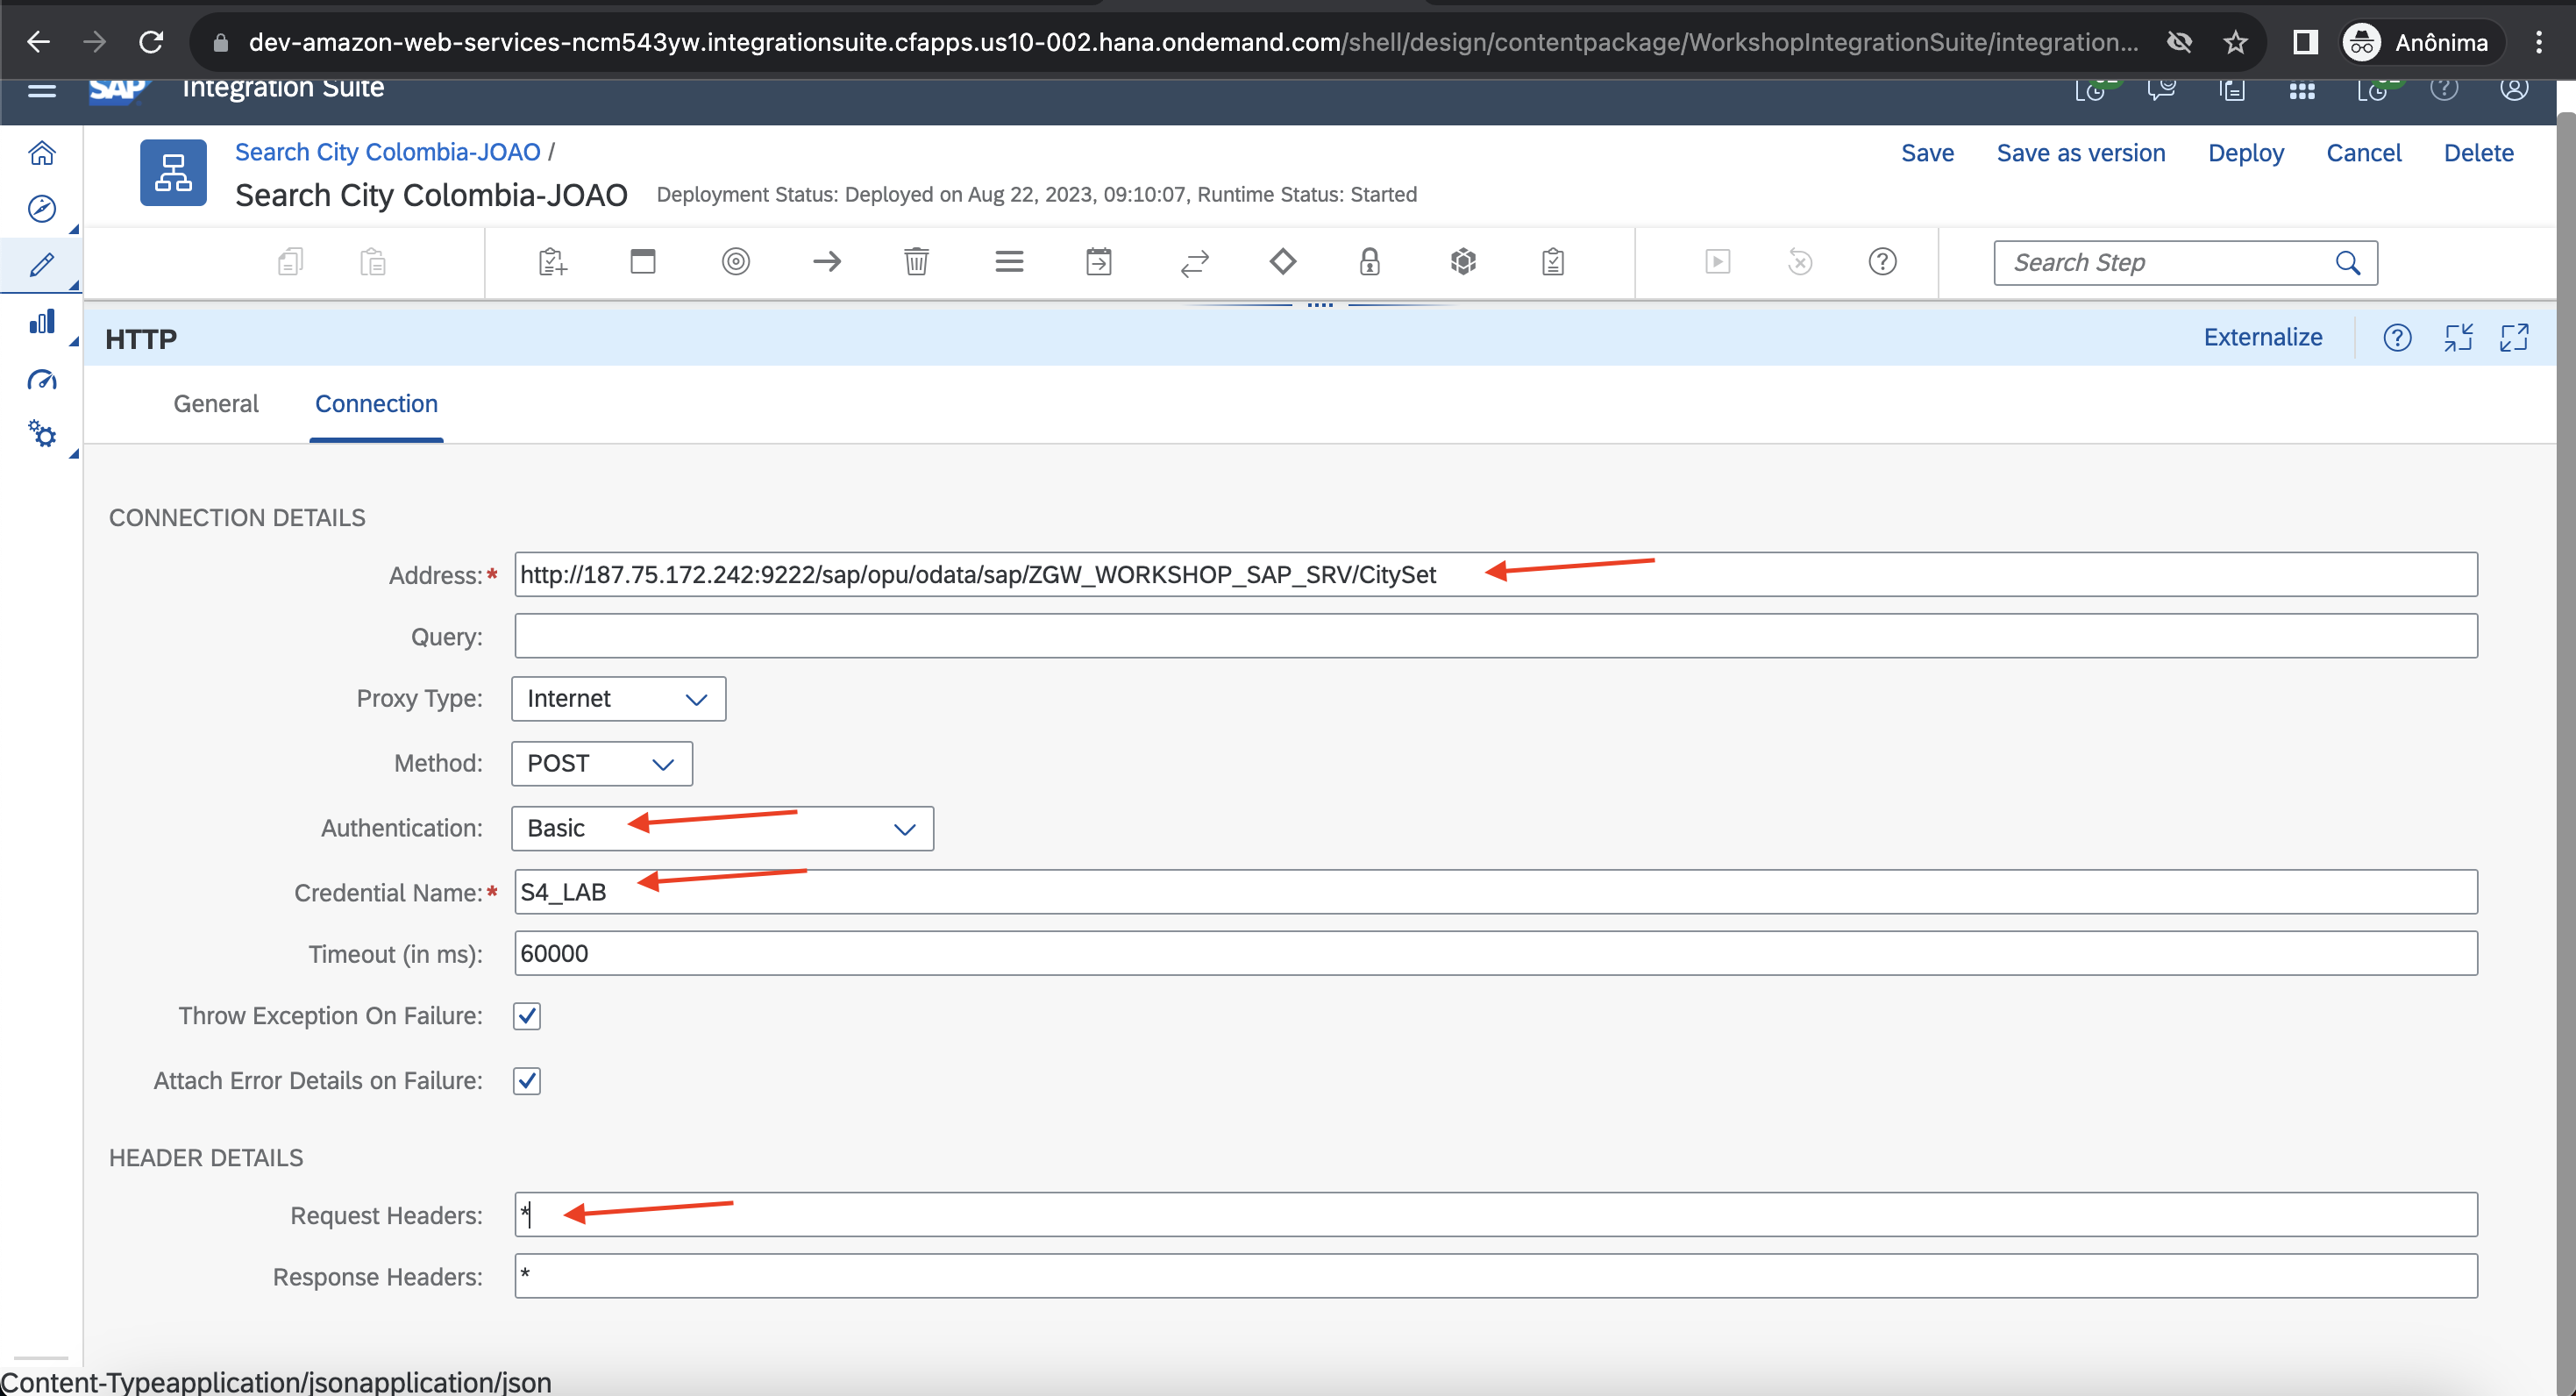 dev-amazon-web-services-ncm543yw.integrationsuite.cfapps.us10-002.hana.ondemand.com/shell/design/contentpackage/WorkshopIntegrationSuite/integration... Anônima
SAP Integration Suite
Search City Colombia-JOAO /
Save Save as version Deploy Cancel Delete
Search City Colombia-JOAO Deployment Status: Deployed on Aug 22, 2023, 09:10:07, Runtime Status: Started
Search Step
HTTP Externalize
General Connection
CONNECTION DETAILS
Address:* http://187.75.172.242:9222/sap/opu/odata/sap/ZGW_WORKSHOP_SAP_SRV/CitySet
Query:
Proxy Type: Internet
Method: POST
Authentication: Basic
Credential Name:* S4_LAB
Timeout (in ms): 60000
Throw Exception On Failure:
Attach Error Details on Failure:
HEADER DETAILS
Request Headers: *
Response Headers: *
Content-Typeapplication/jsonapplication/json